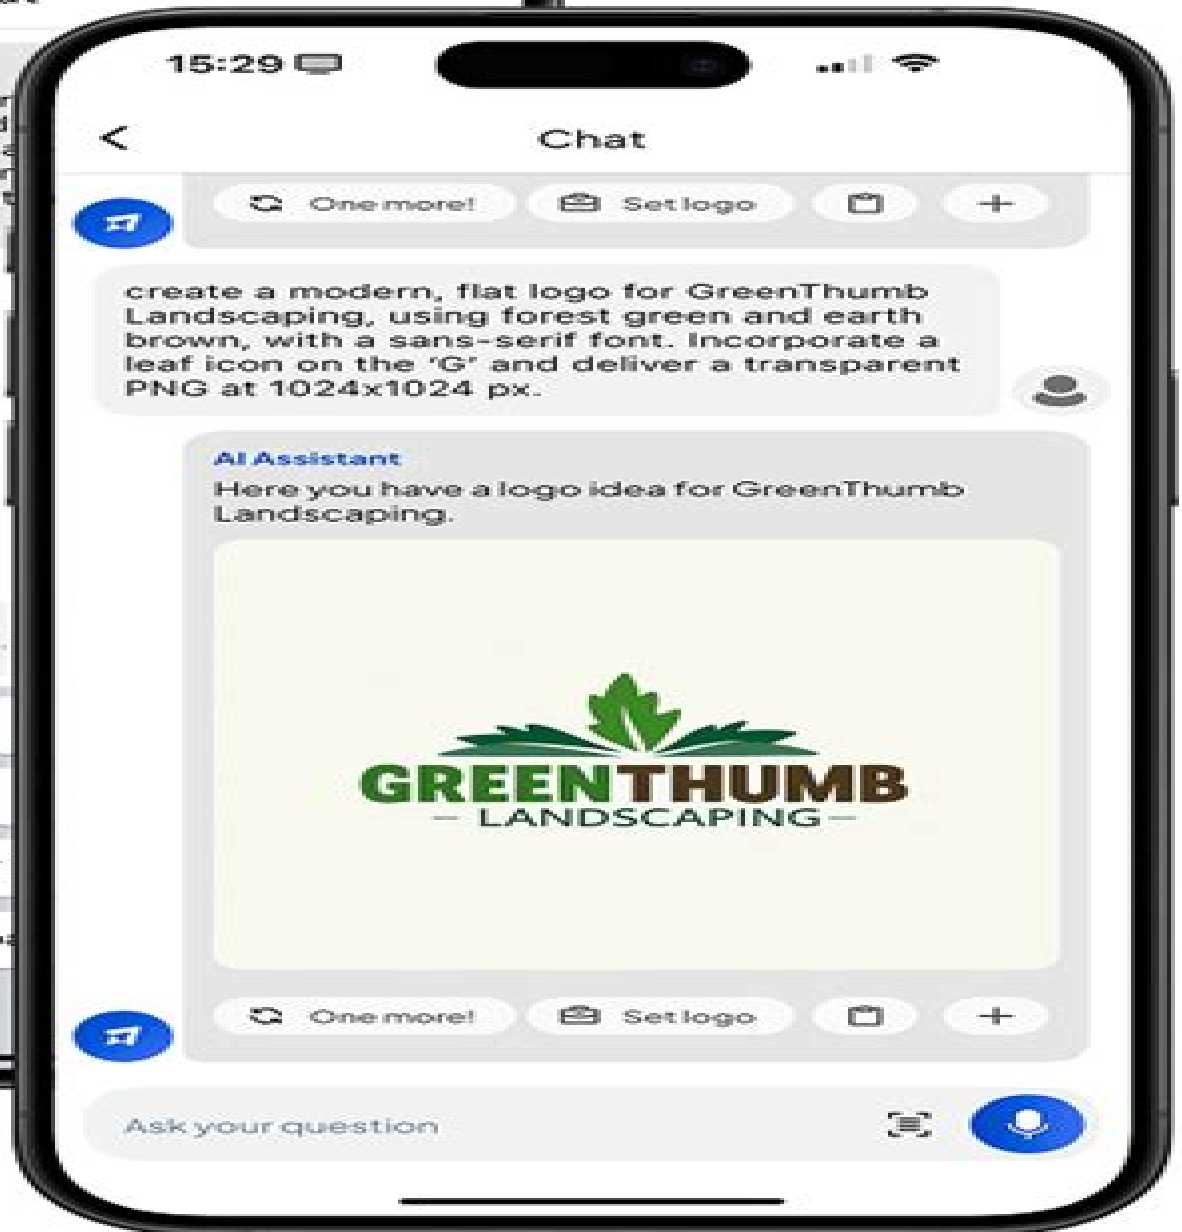 15:29
Chat
One more!
Set logo
create a modern, flat logo for GreenThumb
Landscaping, using forest green and earth
brown, with a sans-serif font. Incorporate a
leaf icon on the 'G' and deliver a transparent
PNG at 1024x1024 px.
AI Assistant
Here you have a logo idea for GreenThumb
Landscaping.
GREENTHUMB
– LANDSCAPING –
One more!
Set logo
Ask your question